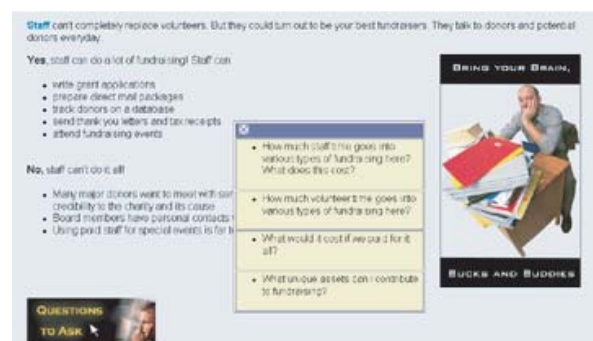 Staff can't completely replace volunteers. But they could turn out to be your best fundraisers. They talk to donors and potential
donors everyday.
Yes, staff can do a lot of fundraising! Staff can
• write grant applications
• prepare direct mail packages
• track donors on a database
• send thank you letters and tax receipts
• attend fundraising events
No, staff can't do it all!
• Many major donors want to meet with
credibility to the charity and its cause
• Board members have personal contacts
• Using paid staff for special events is far
• How much staff time goes into
various types of fundraising here?
What does this cost?
• How much volunteer time goes into
various types of fundraising here?
• What would it cost if we paid for it
all?
• What unique assets can I contribute
to fundraising?
BRING YOUR BRAIN,
BUCKS AND BUDDIES
QUESTIONS
TO ASK